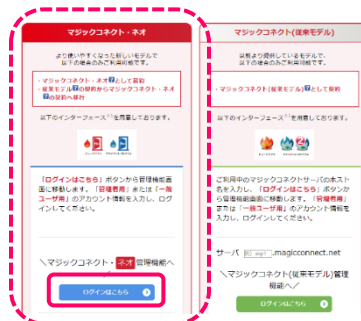 マジックコネクト・ネオ
より使いやすくなった新しいモデルで
以下の場合のみご利用可能です。
・マジックコネクト・ネオとして契約
・従来モデルの契約からマジックコネクト・ネオ
の契約へ移行
以下のインターフェースを用意しております。
「ログインはこちら」ボタンから管理機能画
面に移動します。「管理者用」または「一般
ユーザ用」のアカウント情報を入力し、ログ
インしてください。
＼マジックコネクト・ネオ管理機能へ
／
ログインはこちら
マジックコネクト(従来モデル)
以前より提供しているモデルで、
以下の場合のみご利用可能です。
・マジックコネクト(従来モデル)として契約
以下のインターフェースを用意しております。
ご利用中のマジックコネクトサーバのホスト
名を入力し、「ログインはこちら」ボタンか
ら管理機能画面に移動します。「管理者用」
または「一般ユーザ用」のアカウント情報を
入力し、ログインしてください。
サーバ .magicconnect.net
＼マジックコネクト(従来モデル)管理
機能へ／
ログインはこちら